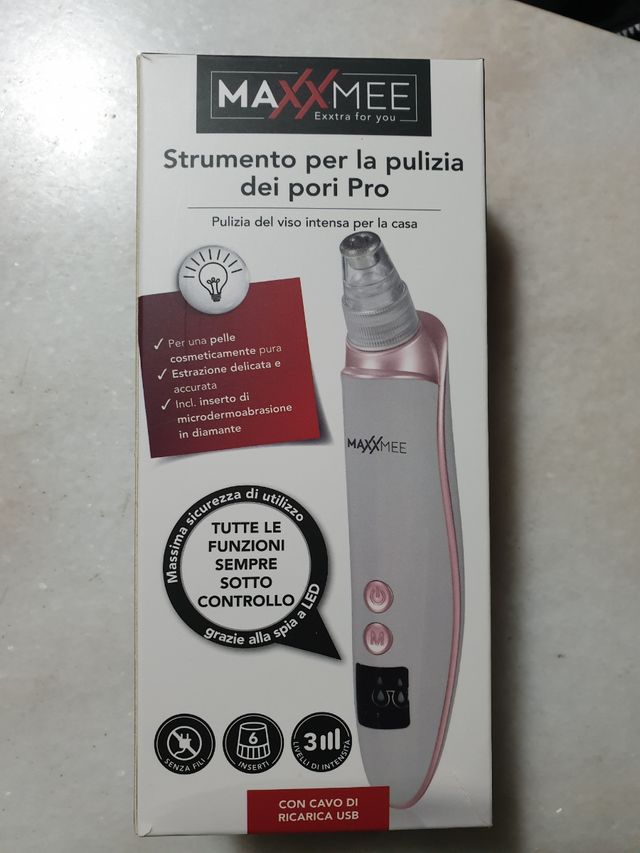 MAXXMEE
Exxtra for you
Strumento per la pulizia
dei pori Pro
Pulizia del viso intensa per la casa
✓ Per una pelle
cosmeticamente pura
✓ Estrazione delicata e
accurata
✓ Incl. inserto di
microdermoabrasione
in diamante
MAXXMEE
Massima sicurezza di utilizzo
TUTTE LE
FUNZIONI
SEMPRE
SOTTO
CONTROLLO
grazie alla spia a LED
M
SENZA FILI
6
INSERTI
3
LIVELLI DI INTENSITÀ
CON CAVO DI
RICARICA USB